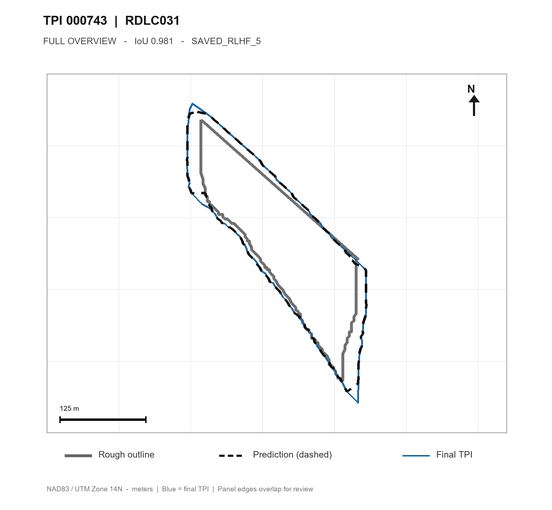 TPI 000743 | RDLC031
FULL OVERVIEW - IoU 0.981 - SAVED_RLHF_5
N
125 m
Rough outline Prediction (dashed) Final TPI
NAD83 / UTM Zone 14N - meters | Blue = final TPI | Panel edges overlap for review